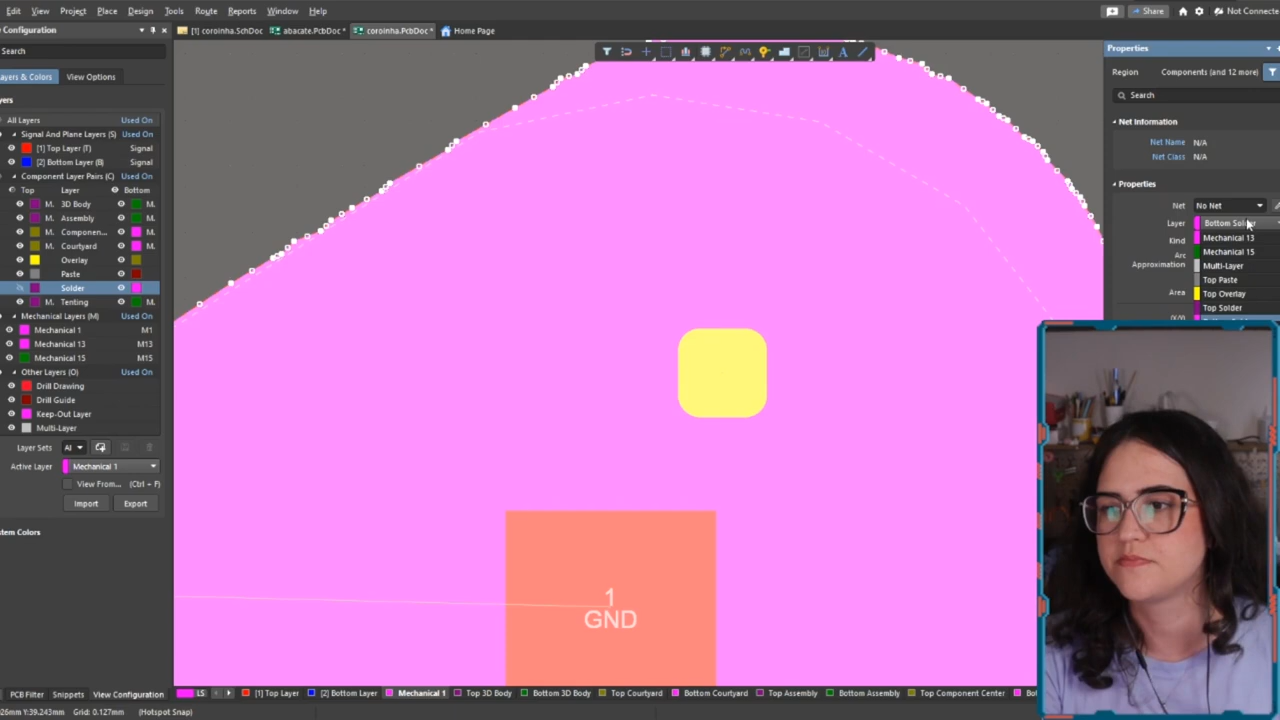 Edit View Project Place Design Tools Route Reports Window Help
Share
Not Connecte
Configuration
[1] coroinha.SchDoc
abacate.PcbDoc *
coroinha.PcbDoc *
Home Page
Search
ayers & Colors
View Options
yers
All Layers Used On
Signal And Plane Layers (S) Used On
[1] Top Layer (T) Signal
[2] Bottom Layer (B) Signal
Component Layer Pairs (C) Used On
Top Layer Bottom
M. 3D Body M.
M. Assembly M.
M. Componen... M.
M. Courtyard M.
Overlay
Paste
Solder
M. Tenting M.
Mechanical Layers (M) Used On
Mechanical 1 M1
Mechanical 13 M13
Mechanical 15 M15
Other Layers (O) Used On
Drill Drawing
Drill Guide
Keep-Out Layer
Multi-Layer
Layer Sets Al
Active Layer Mechanical 1
View From... (Ctrl + F)
Import Export
stem Colors
1
GND
Properties
Region Components (and 12 more)
Search
Net Information
Net Name N/A
Net Class N/A
Properties
Net No Net
Layer Bottom Solder
Kind
Arc
Approximation
Area
(X/Y)
Mechanical 13
Mechanical 15
Multi-Layer
Top Paste
Top Overlay
Top Solder
PCB Filter Snippets View Configuration
LS [1] Top Layer [2] Bottom Layer Mechanical 1 Top 3D Body Bottom 3D Body Top Courtyard Bottom Courtyard Top Assembly Bottom Assembly Top Component Center Bot
26mm Y:39.243mm Grid: 0.127mm (Hotspot Snap)